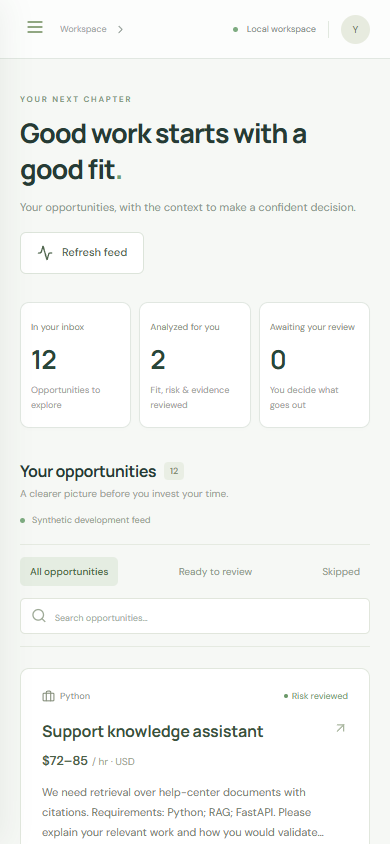 Workspace
Local workspace
Y
YOUR NEXT CHAPTER
Good work starts with a
good fit.
Your opportunities, with the context to make a confident decision.
Refresh feed
In your inbox
12
Opportunities to
explore
Analyzed for you
2
Fit, risk & evidence
reviewed
Awaiting your review
0
You decide what
goes out
Your opportunities 12
A clearer picture before you invest your time.
Synthetic development feed
All opportunities
Ready to review
Skipped
Search opportunities...
Python
Risk reviewed
Support knowledge assistant
$72–85 / hr · USD
We need retrieval over help-center documents with
citations. Requirements: Python; RAG; FastAPI. Please
explain your relevant work and how you would validate...